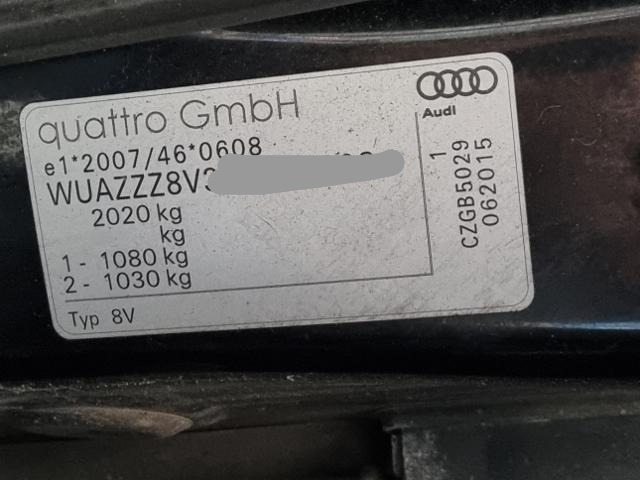 quattro GmbH
Audi
e1*2007/46*0608
WUAZZZ8V
2020 kg
kg
1 - 1080 kg
2 - 1030 kg
Typ 8V
1
CZGB5029
062015